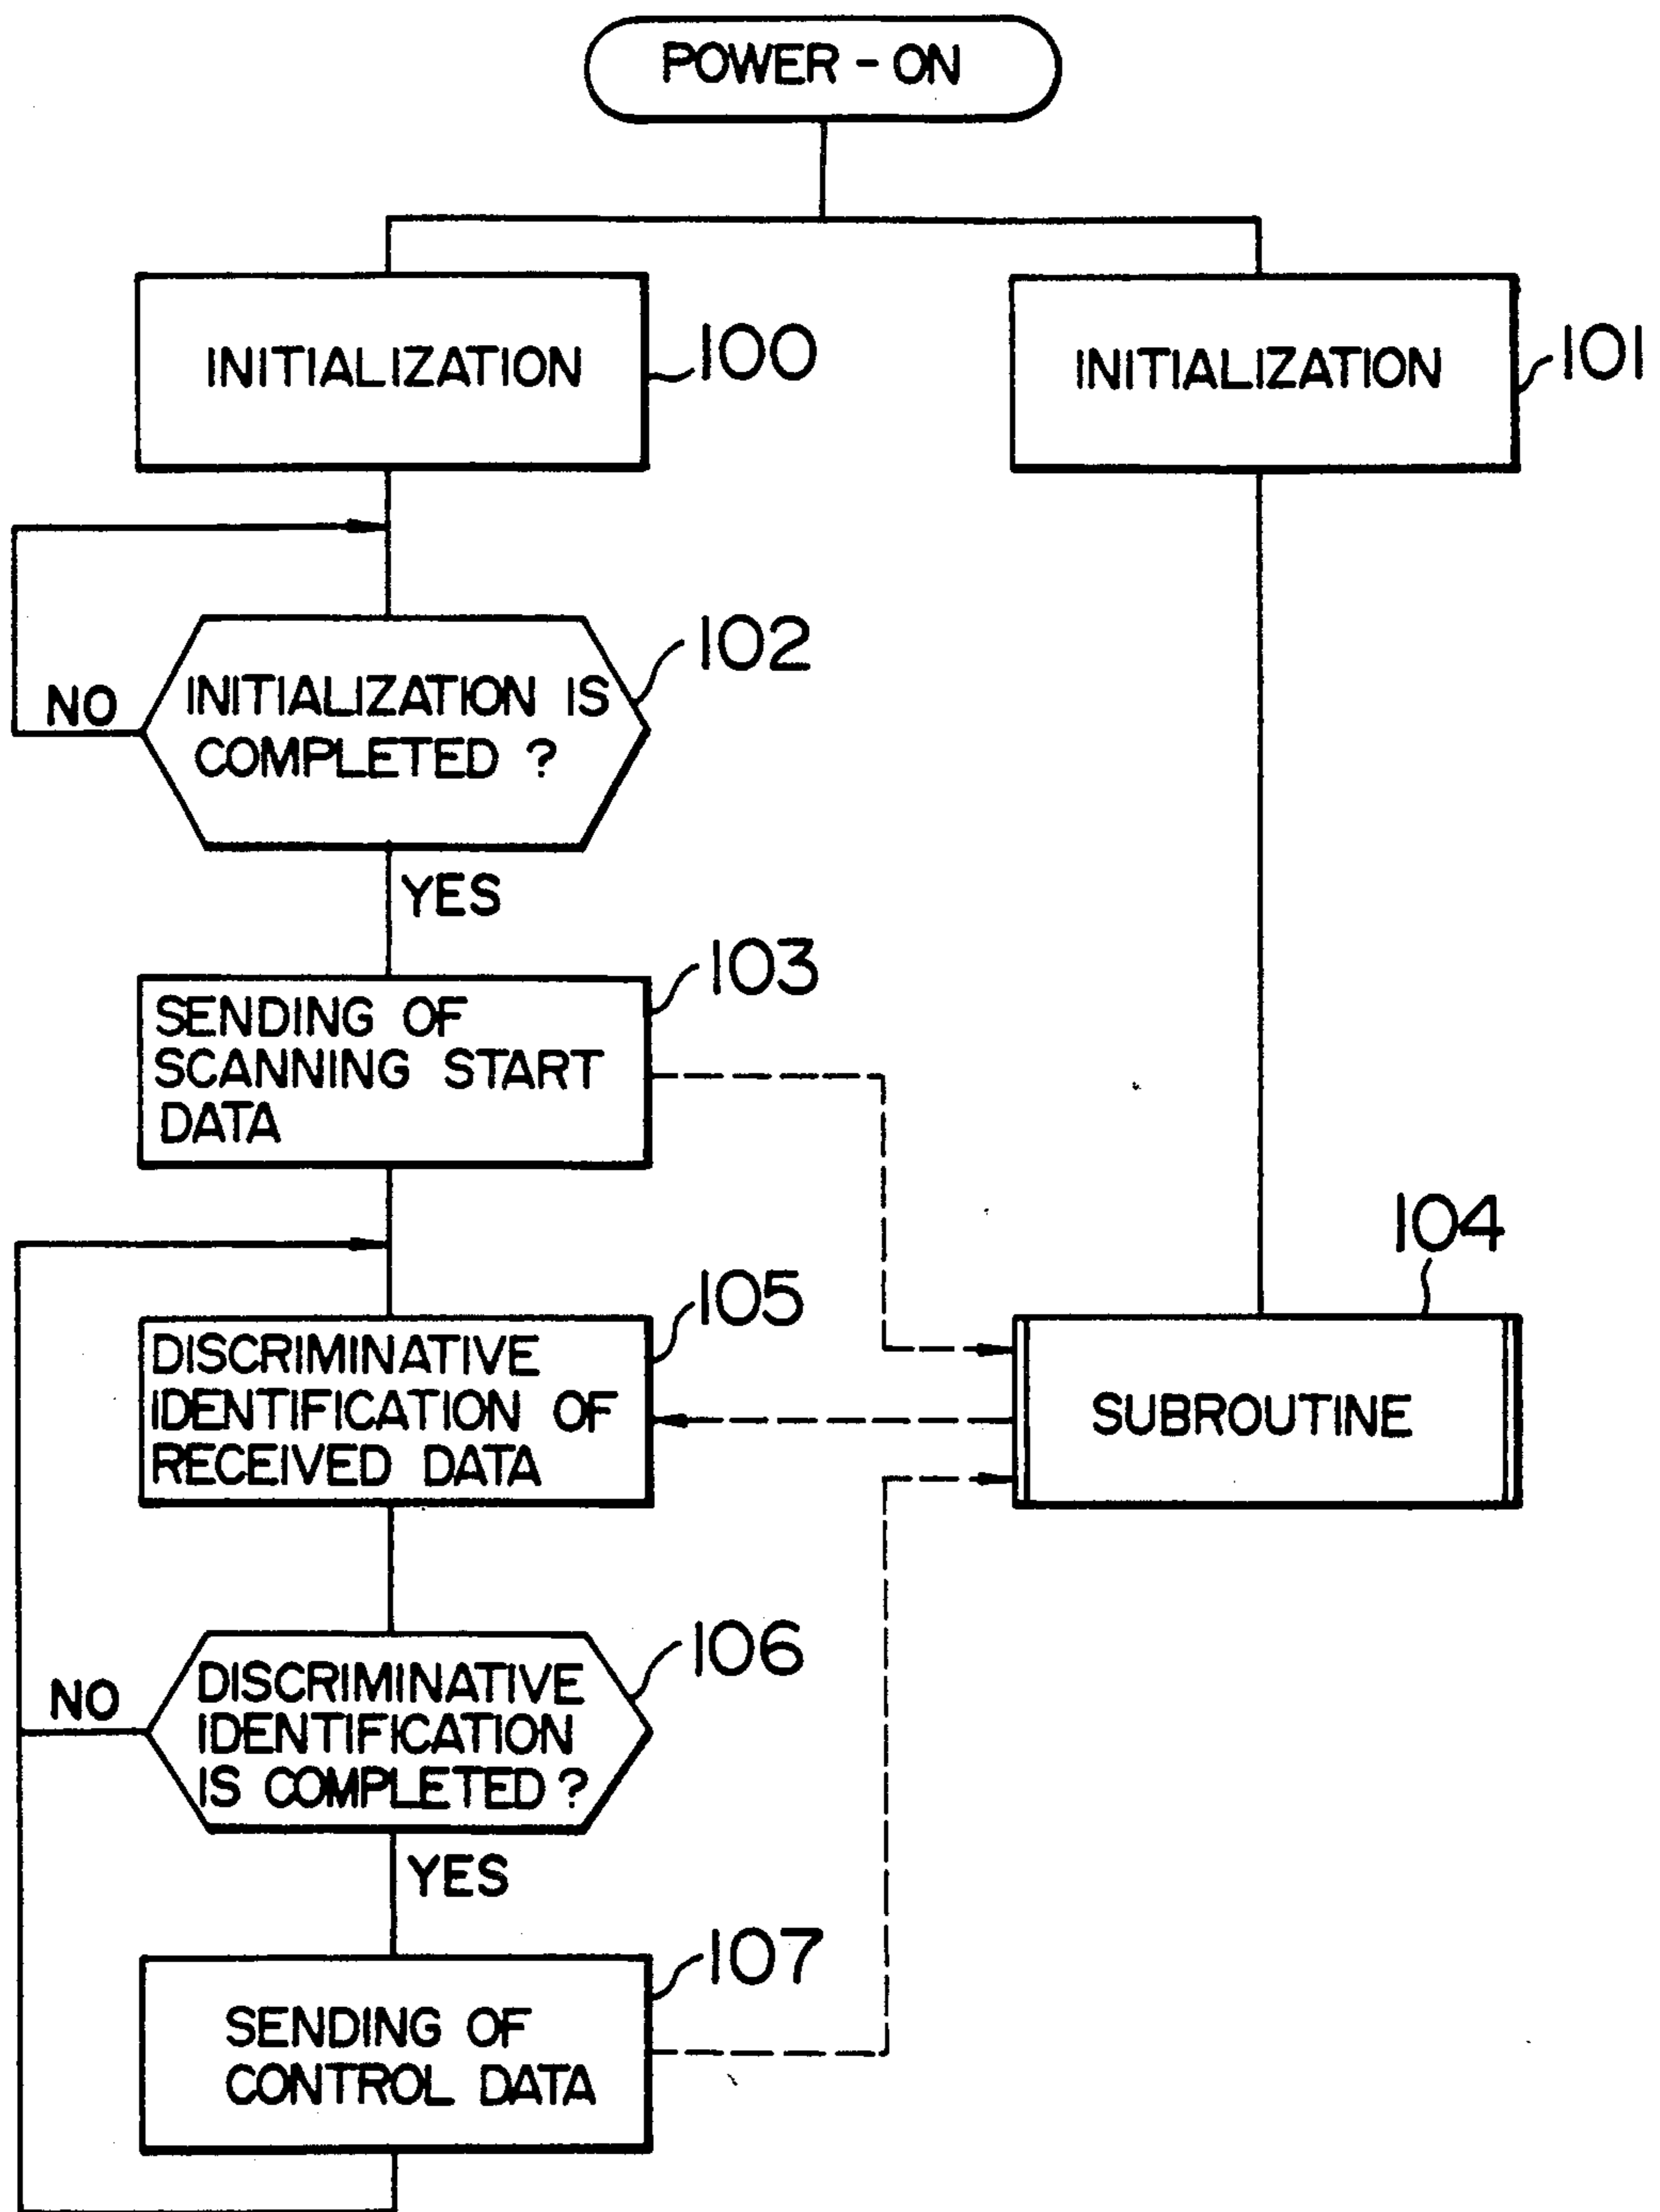 POWER - ON
INITIALIZATION
100
INITIALIZATION
101
102
INITIALIZATION IS
COMPLETED ?
NO
YES
103
SENDING OF
SCANNING START
DATA
104
SUBROUTINE
105
DISCRIMINATIVE
IDENTIFICATION OF
RECEIVED DATA
106
DISCRIMINATIVE
IDENTIFICATION
IS COMPLETED ?
NO
YES
107
SENDING OF
CONTROL DATA